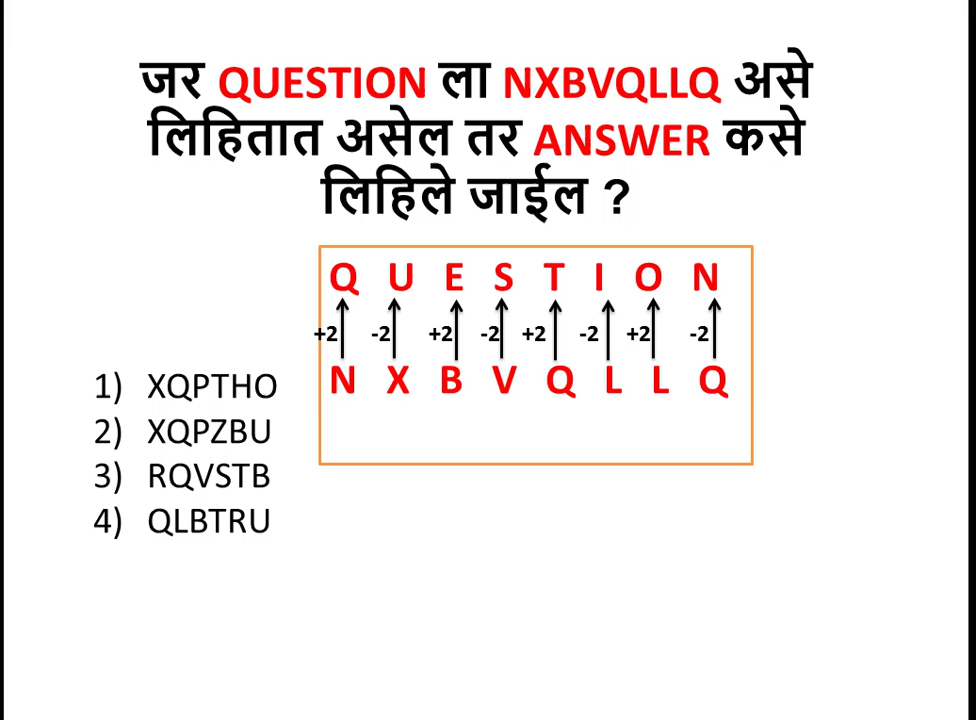 जर QUESTION ला NXBVQLLQ असे
लिहितात असेल तर ANSWER कसे
लिहिले जाईल ?
Q U E S T I O N
+2 -2 +2 -2 +2 -2 +2 -2
N X B V Q L L Q
1) XQPTHO
2) XQPZBU
3) RQVSTB
4) QLBTRU